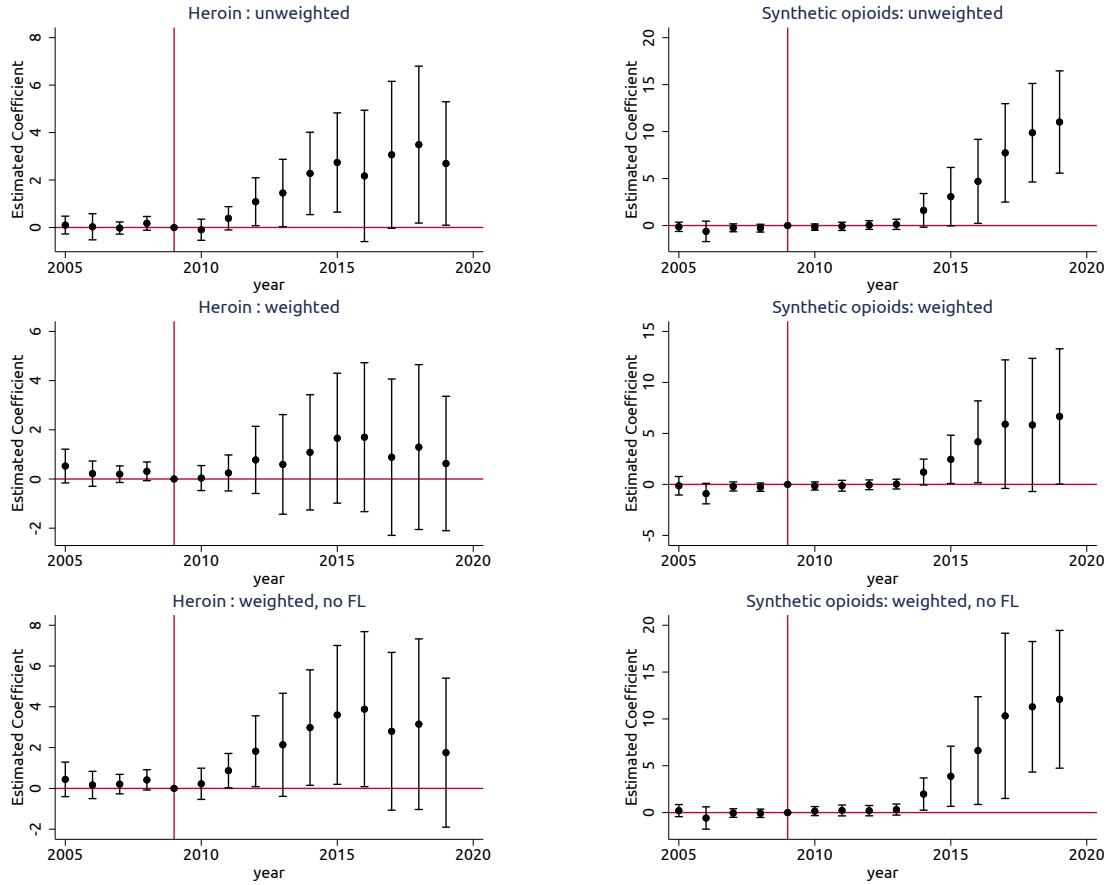 Heroin : unweighted
Estimated Coefficient
8
6
4
2
0
2005 2010 2015 2020
year
Synthetic opioids: unweighted
Estimated Coefficient
20
15
10
5
0
2005 2010 2015 2020
year
Heroin : weighted
Estimated Coefficient
6
4
2
0
-2
2005 2010 2015 2020
year
Synthetic opioids: weighted
Estimated Coefficient
15
10
5
0
-5
2005 2010 2015 2020
year
Heroin : weighted, no FL
Estimated Coefficient
8
6
4
2
0
-2
2005 2010 2015 2020
year
Synthetic opioids: weighted, no FL
Estimated Coefficient
20
15
10
5
0
2005 2010 2015 2020
year